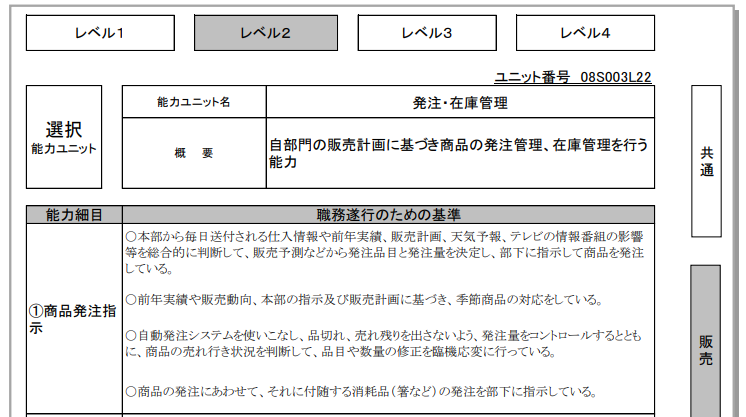 レベル1
レベル2
レベル3
レベル4
ユニット番号 08S003L22
選択
能力ユニット
能力ユニット名
発注・在庫管理
概 要
自部門の販売計画に基づき商品の発注管理、在庫管理を行う
能力
共
通
能力細目
職務遂行のための基準
①商品発注指
示
○本部から毎日送付される仕入情報や前年実績、販売計画、天気予報、テレビの情報番組の影響
等を総合的に判断して、販売予測などから発注品目と発注量を決定し、部下に指示して商品を発注
している。
○前年実績や販売動向、本部の指示及び販売計画に基づき、季節商品の対応をしている。
○自動発注システムを使いこなし、品切れ、売れ残りを出さないよう、発注量をコントロールするととも
に、商品の売れ行き状況を判断して、品目や数量の修正を臨機応変に行っている。
○商品の発注にあわせて、それに付随する消耗品(箸など)の発注を部下に指示している。
販
売